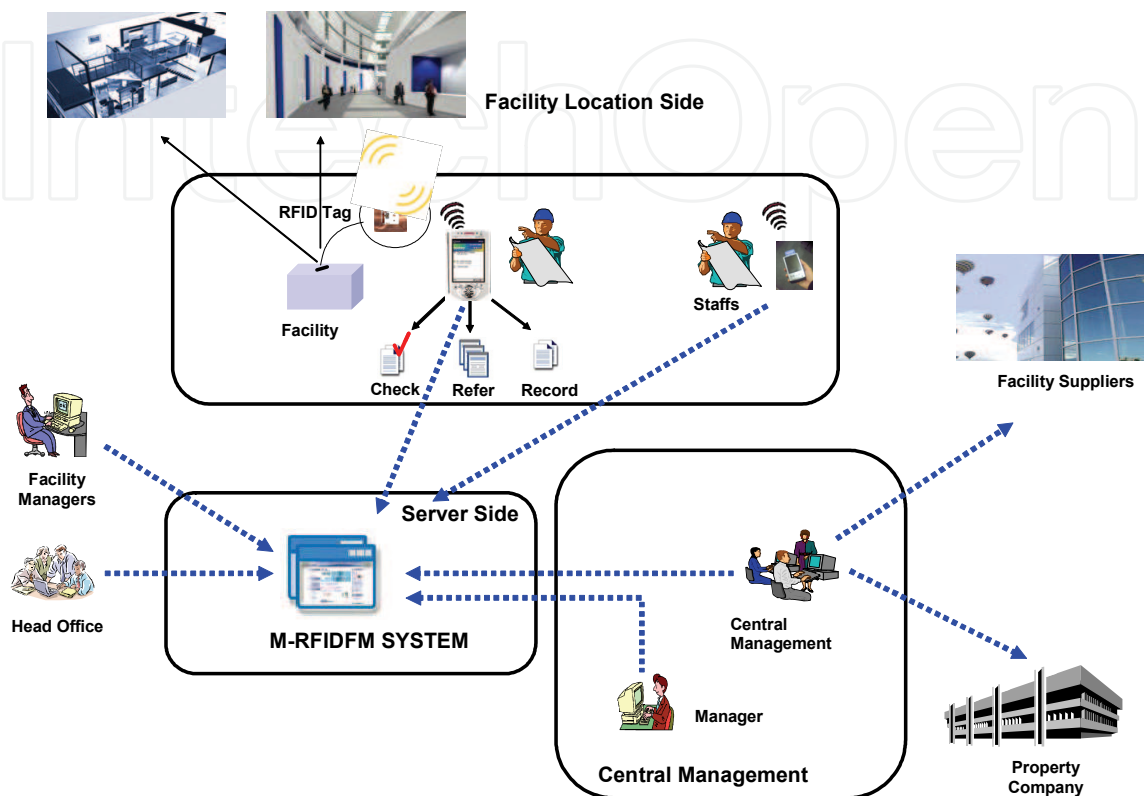 IntechOpen
Facility Location Side
RFID Tag
Facility
Staffs
Check
Refer
Record
Facility Suppliers
Facility
Managers
Server Side
Head Office
M-RFIDFM SYSTEM
Central
Management
Manager
Central Management
Property
Company